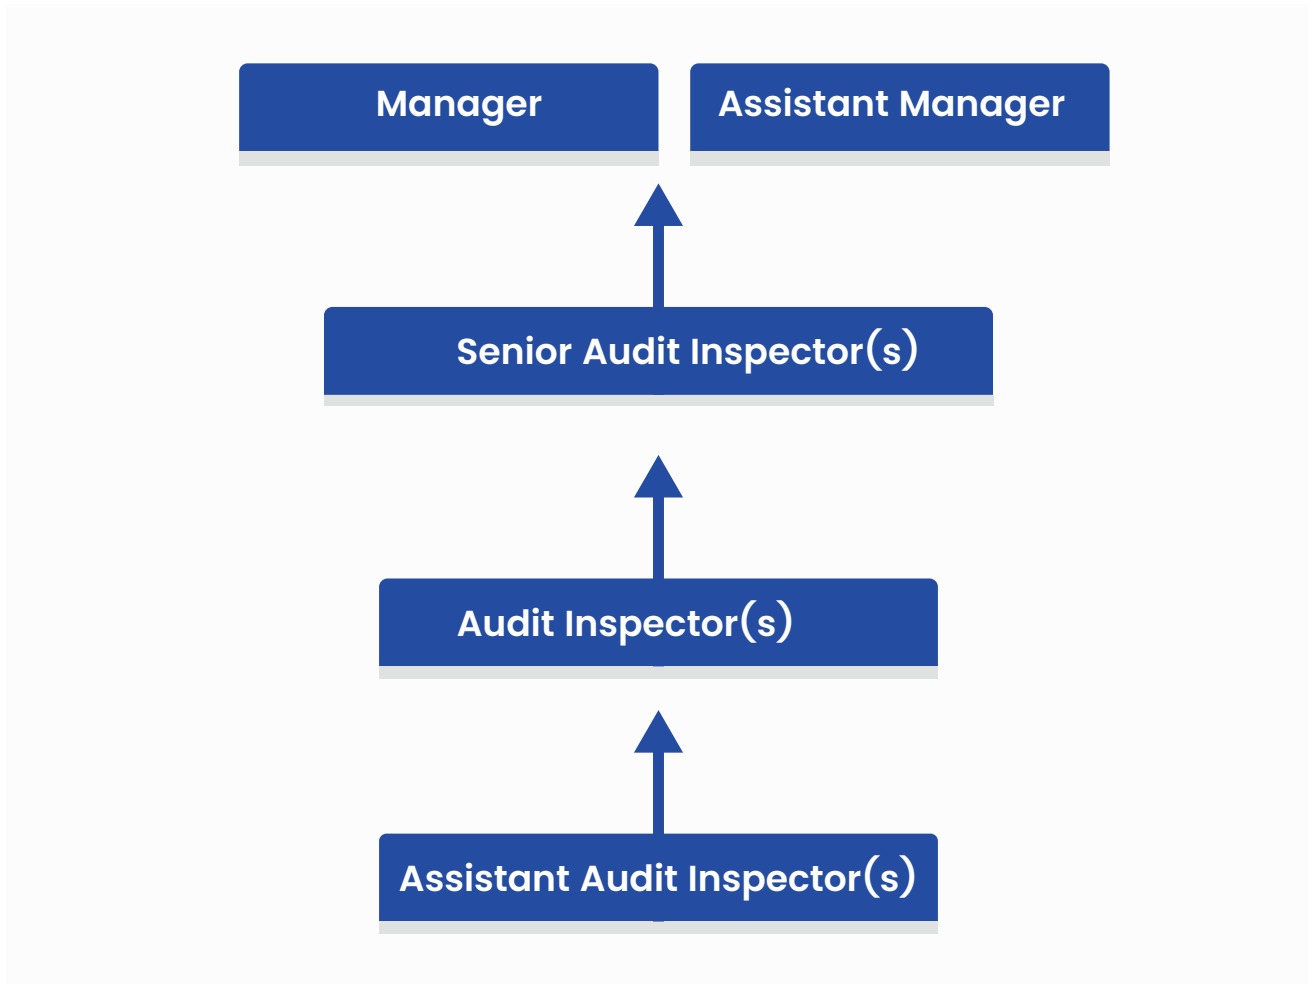 Manager
Assistant Manager
Senior Audit Inspector(s)
Audit Inspector(s)
Assistant Audit Inspector(s)